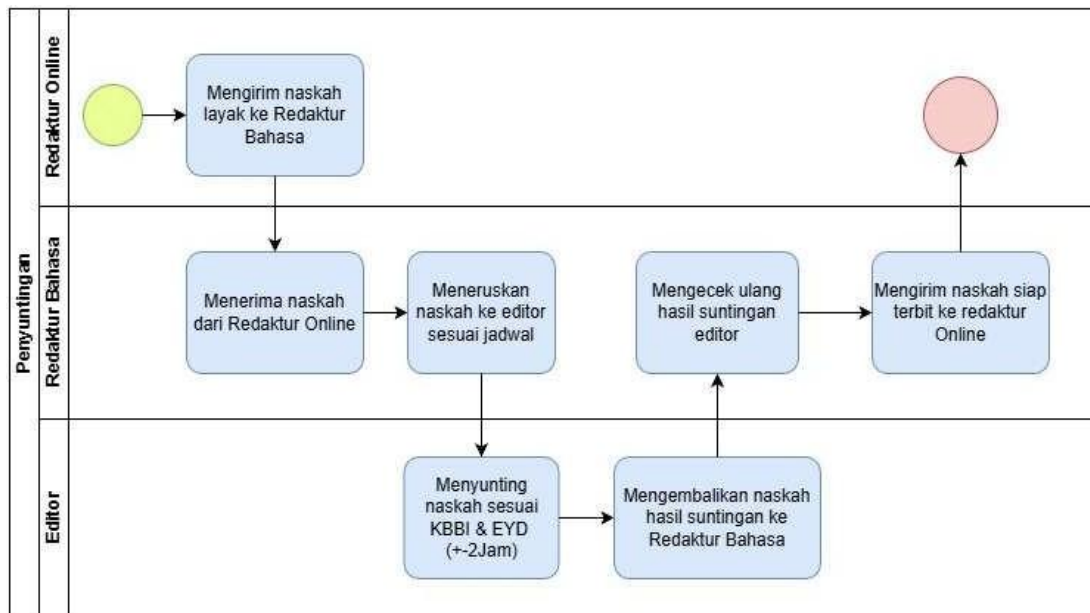 Penyuntingan
Redaktur Online
Mengirim naskah
layak ke Redaktur
Bahasa
Redaktur Bahasa
Menerima naskah
dari Redaktur Online
Meneruskan
naskah ke editor
sesuai jadwal
Mengecek ulang
hasil suntingan
editor
Mengirim naskah siap
terbit ke redaktur
Online
Editor
Menyunting
naskah sesuai
KBBI & EYD
(+-2Jam)
Mengembalikan naskah
hasil suntingan ke
Redaktur Bahasa